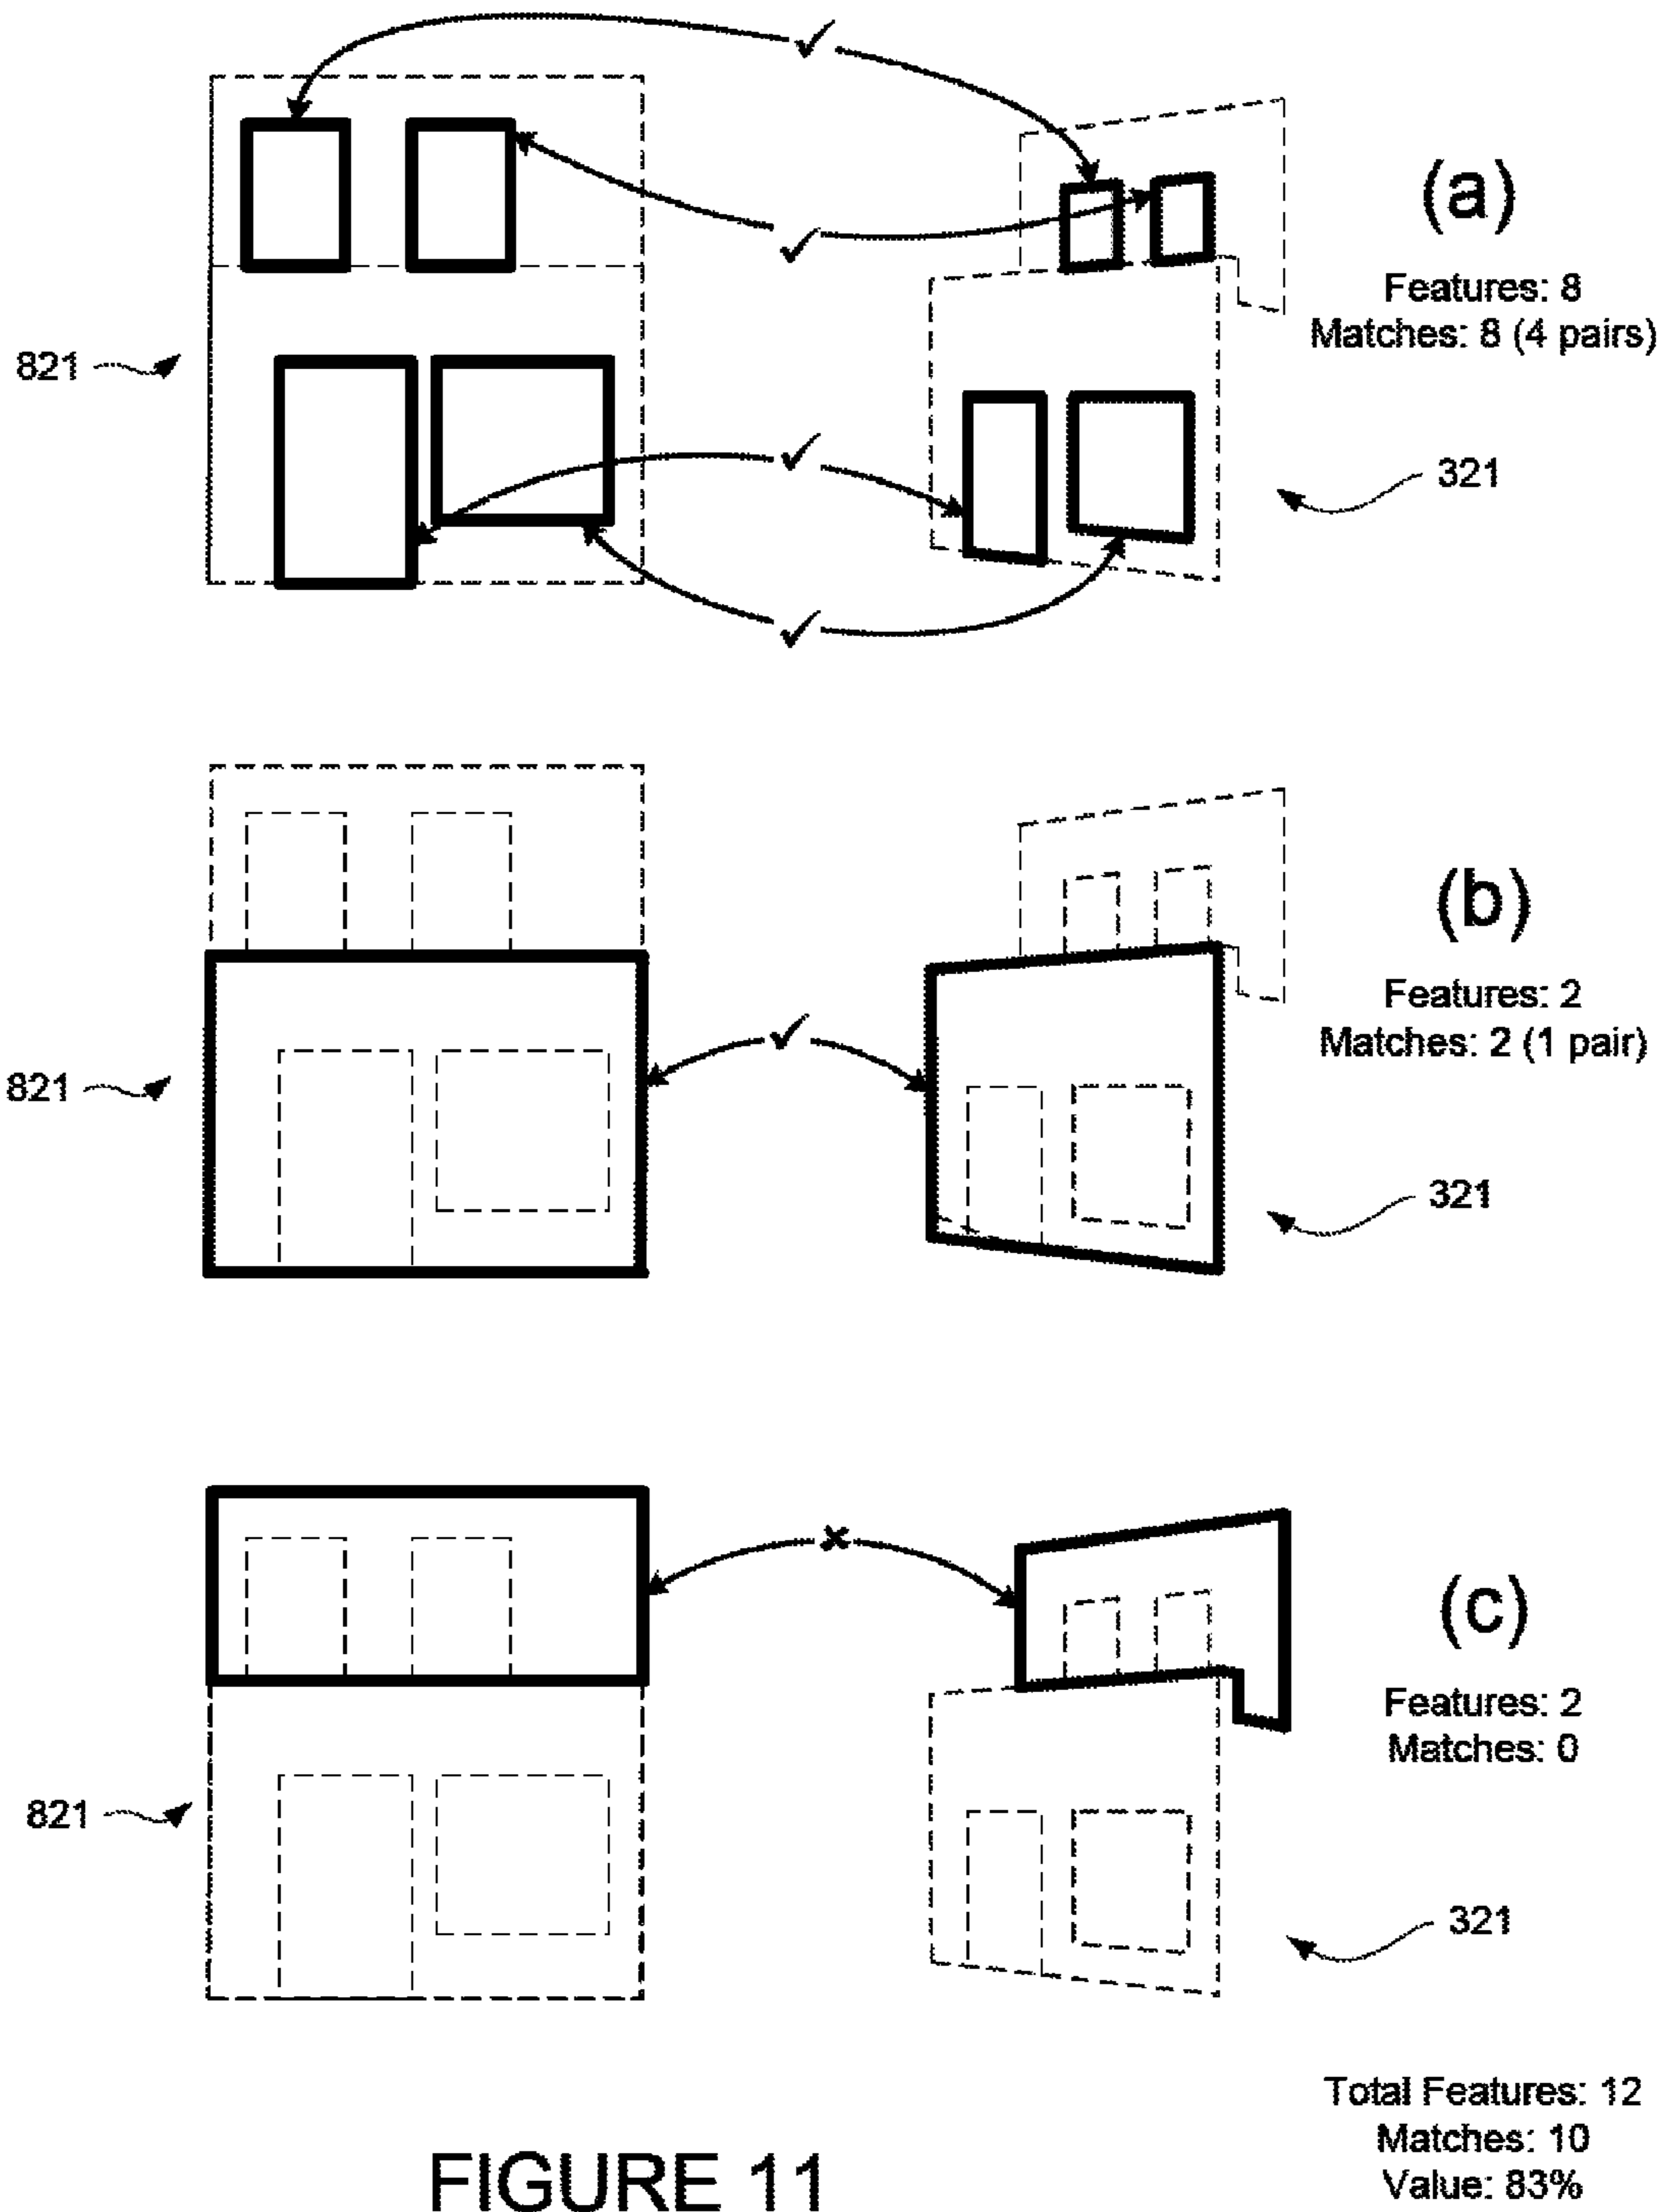 (a)
Features: 8
Matches: 8 (4 pairs)
821
321
(b)
Features: 2
Matches: 2 (1 pair)
821
321
(c)
Features: 2
Matches: 0
821
321
Total Features: 12
Matches: 10
Value: 83%
FIGURE 11